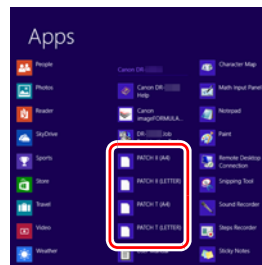 Apps
People
Photos
Reader
SkyDrive
Sports
Store
Travel
Video
Weather
Canon DR-
Canon DR-
Help
Canon
imageFORMULA...
DR- Job
PATCH II (A4)
PATCH II (LETTER)
PATCH T (A4)
PATCH T (LETTER)
Character Map
Math Input Panel
Notepad
Paint
Remote Desktop
Connection
Snipping Tool
Sound Recorder
Steps Recorder
Sticky Notes